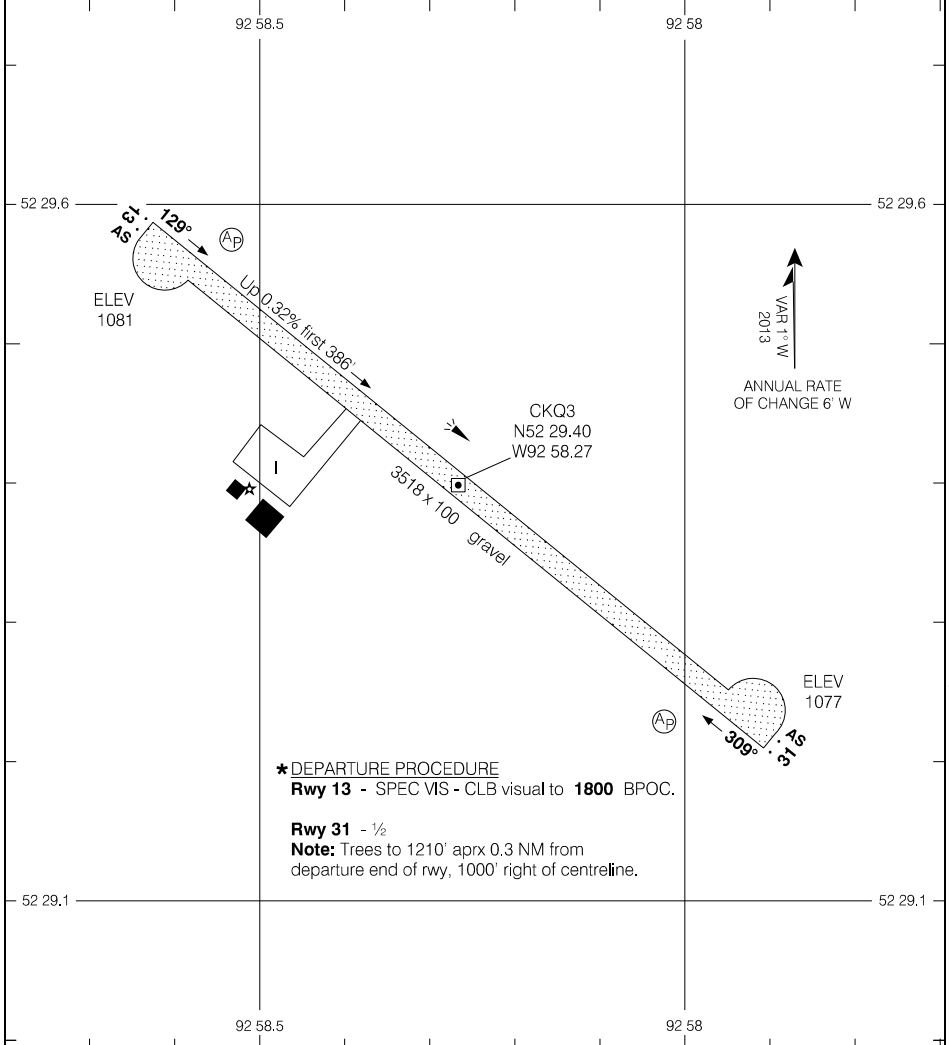 92 58.5
92 58
52 29.6
52 29.6
13
AS
129°
AP
ELEV
1081
Up 0.32% first 386'
VAR 1° W
2013
ANNUAL RATE
OF CHANGE 6' W
CKQ3
N52 29.40
W92 58.27
I
3518 x 100 gravel
ELEV
1077
AP
309°
AS
31
* DEPARTURE PROCEDURE
Rwy 13 - SPEC VIS - CLB visual to 1800 BPOC.
Rwy 31 - ½
Note: Trees to 1210' aprx 0.3 NM from
departure end of rwy, 1000' right of centreline.
52 29.1
52 29.1
92 58.5
92 58